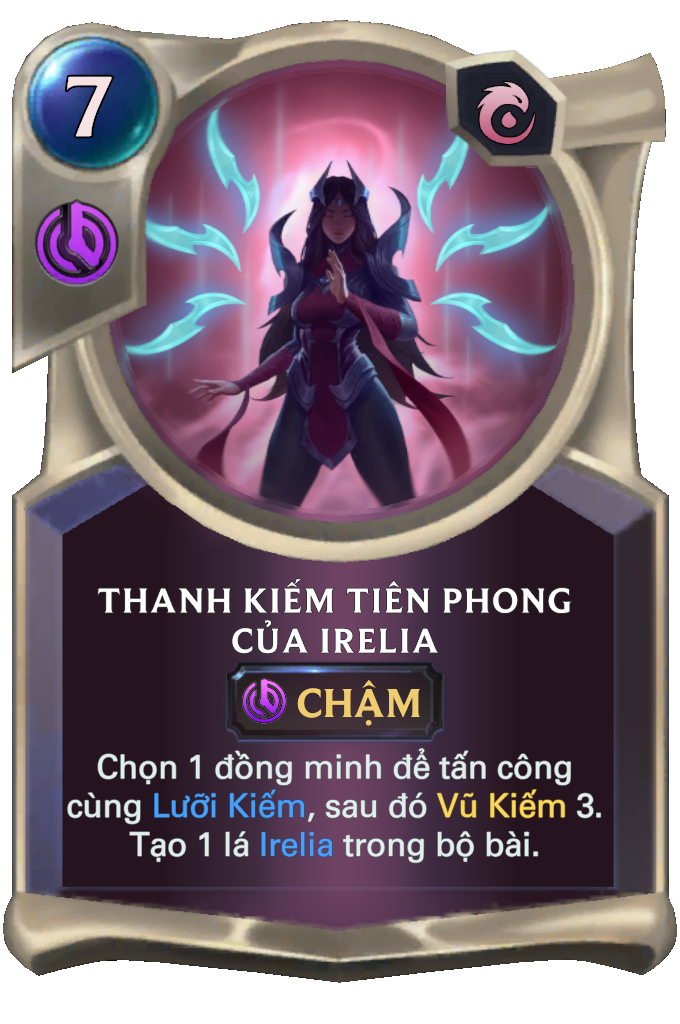 7
THANH KIẾM TIÊN PHONG
CỦA IRELIA
CHẬM
Chọn 1 đồng minh để tấn công
cùng Lưỡi Kiếm, sau đó Vũ Kiếm 3.
Tạo 1 lá Irelia trong bộ bài.